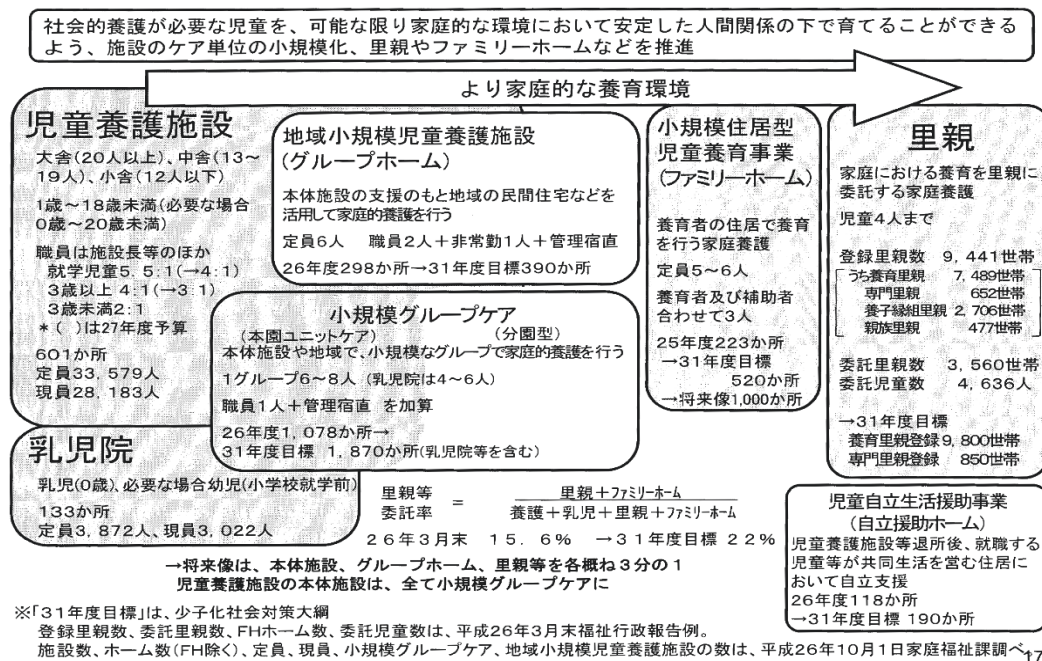 社会的養護が必要な児童を、可能な限り家庭的な環境において安定した人間関係の下で育てることができる
よう、施設のケア単位の小規模化、里親やファミリーホームなどを推進
より家庭的な養育環境
児童養護施設
大舎(20人以上)、中舎(13〜
19人)、小舎(12人以下)
1歳〜18歳未満(必要な場合
0歳〜20歳未満)
職員は施設長等のほか
就学児童5.5:1(→4:1)
3歳以上 4:1(→3:1)
3歳未満2:1
*( )は27年度予算
601か所
定員33,579人
現員28,183人
地域小規模児童養護施設
(グループホーム)
本体施設の支援のもと地域の民間住宅などを
活用して家庭的養護を行う
定員6人 職員2人+非常勤1人+管理宿直
26年度298か所→31年度目標390か所
小規模グループケア
(本園ユニットケア) (分園型)
本体施設や地域で、小規模なグループで家庭的養護を行う
1グループ6〜8人 (乳児院は4〜6人)
職員1人+管理宿直 を加算
26年度1,078か所→
31年度目標 1,870か所(乳児院等を含む)
小規模住居型
児童養育事業
(ファミリーホーム)
養育者の住居で養育
を行う家庭養護
定員5〜6人
養育者及び補助者
合わせて3人
25年度223か所
→31年度目標
520か所
→将来像1,000か所
里親
家庭における養育を里親に
委託する家庭養護
児童4人まで
登録里親数 9,441世帯
うち養育里親 7,489世帯
専門里親 652世帯
養子縁組里親 2,706世帯
親族里親 477世帯
委託里親数 3,560世帯
委託児童数 4,636人
→31年度目標
養育里親登録9,800世帯
専門里親登録 850世帯
乳児院
乳児(0歳)、必要な場合幼児(小学校就学前)
133か所
定員3,872人、現員3,022人
里親等
委託率 = 里親+ファミリーホーム
養護+乳児+里親+ファミリーホーム
26年3月末 15.6% →31年度目標 22%
→将来像は、本体施設、グループホーム、里親等を各概ね3分の1
児童養護施設の本体施設は、全て小規模グループケアに
児童自立生活援助事業
(自立援助ホーム)
児童養護施設等退所後、就職する
児童等が共同生活を営む住居に
おいて自立支援
26年度118か所
→31年度目標 190か所
※「31年度目標」は、少子化社会対策大綱
登録里親数、委託里親数、FHホーム数、委託児童数は、平成26年3月末福祉行政報告例。
施設数、ホーム数(FH除く)、定員、現員、小規模グループケア、地域小規模児童養護施設の数は、平成26年10月1日家庭福祉課調べ。
17